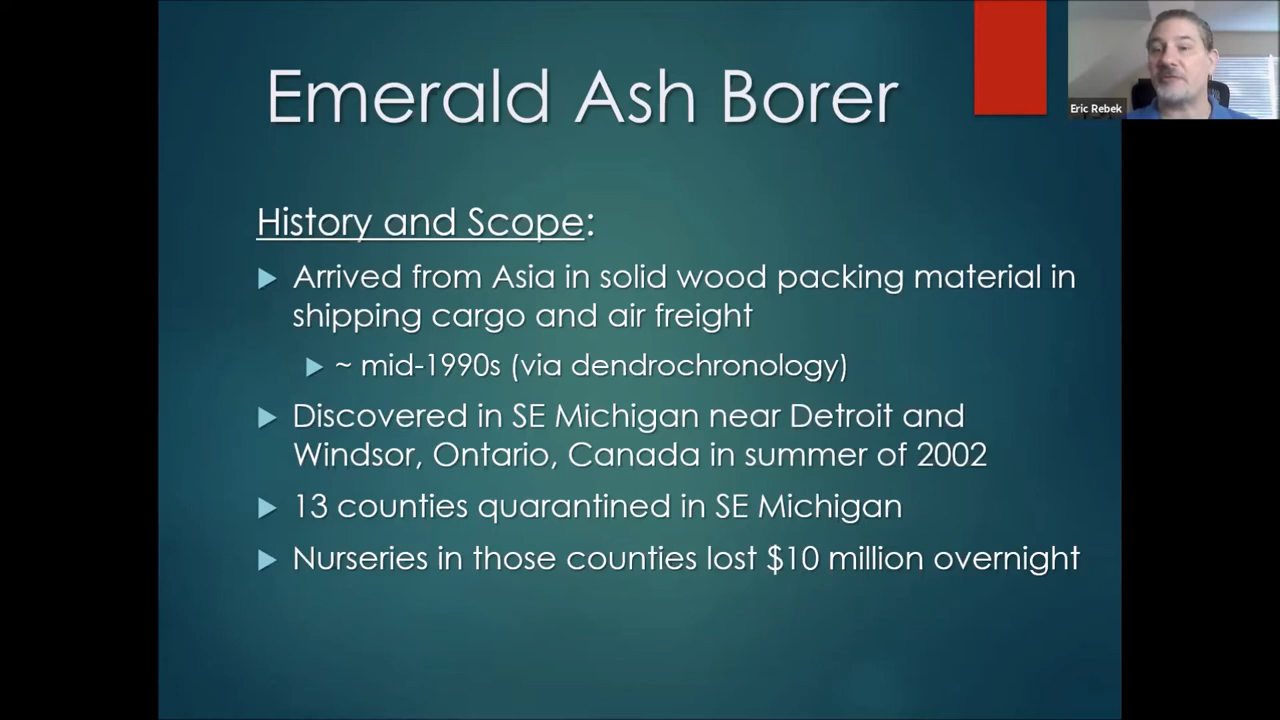 Emerald Ash Borer
Eric Rebek
History and Scope:
Arrived from Asia in solid wood packing material in
shipping cargo and air freight
~ mid-1990s (via dendrochronology)
Discovered in SE Michigan near Detroit and
Windsor, Ontario, Canada in summer of 2002
13 counties quarantined in SE Michigan
Nurseries in those counties lost $10 million overnight